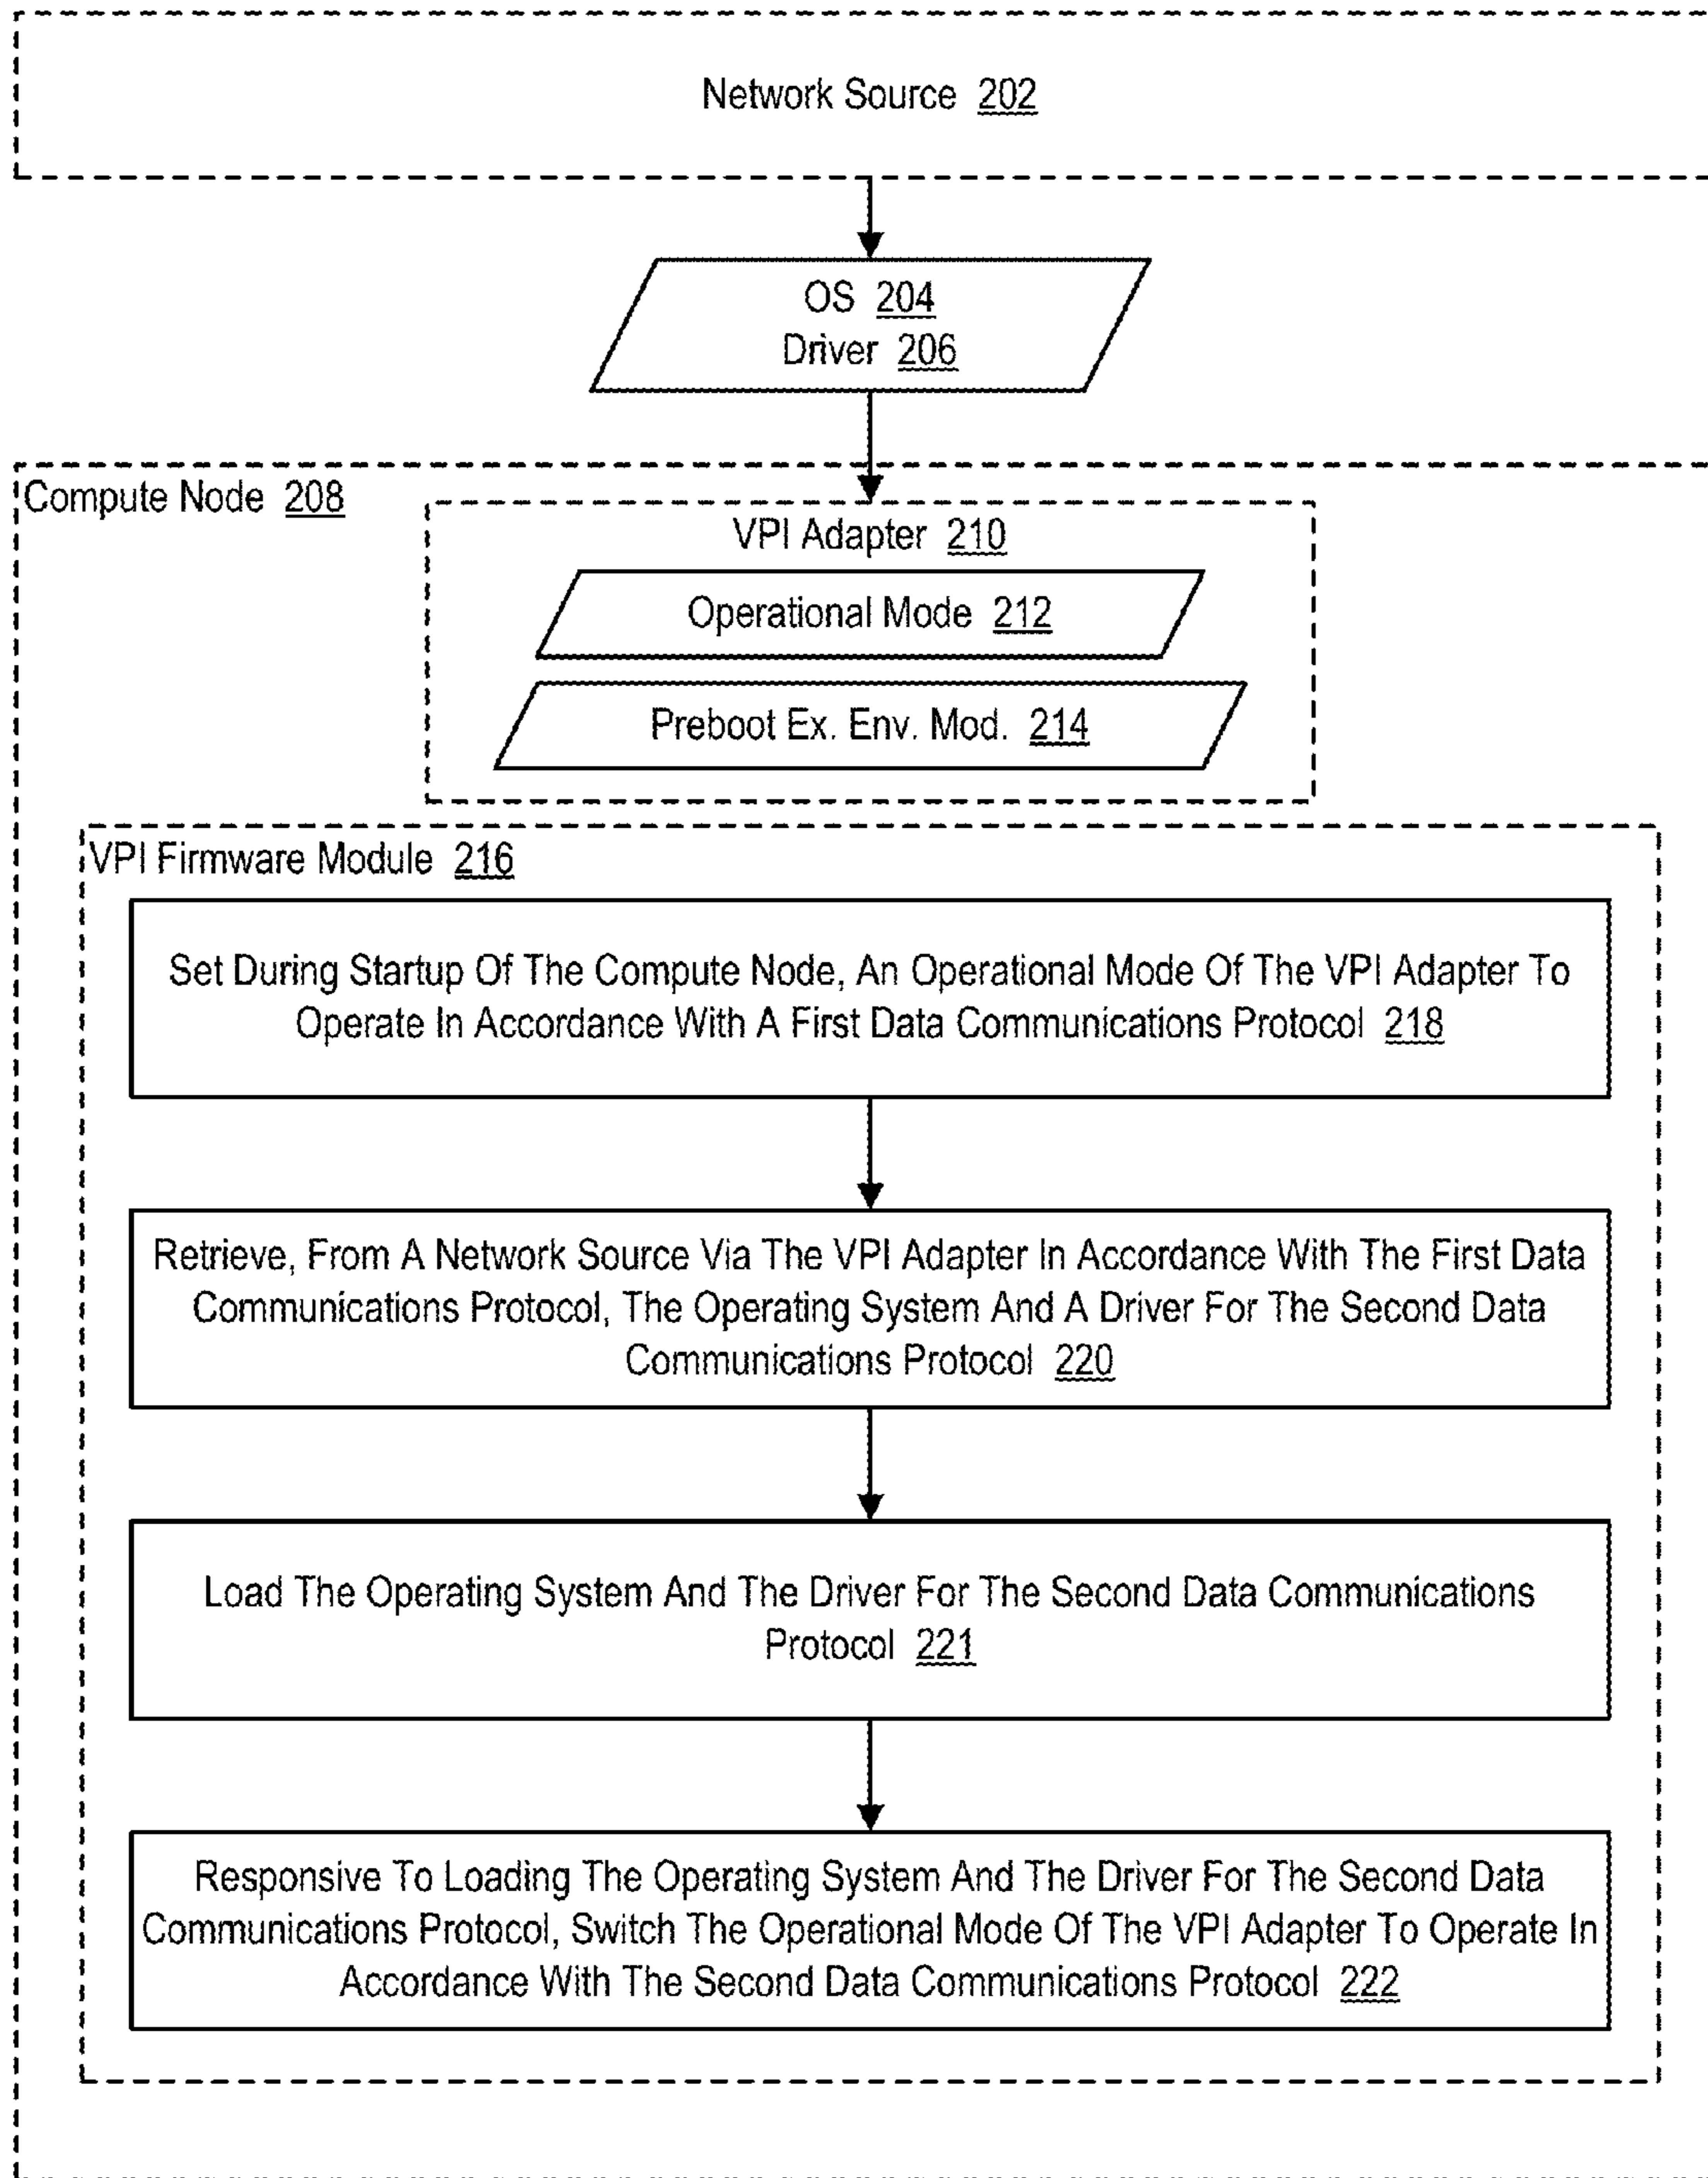 Network Source 202
OS 204
Driver 206
Compute Node 208
VPI Adapter 210
Operational Mode 212
Preboot Ex. Env. Mod. 214
VPI Firmware Module 216
Set During Startup Of The Compute Node, An Operational Mode Of The VPI Adapter To
Operate In Accordance With A First Data Communications Protocol 218
Retrieve, From A Network Source Via The VPI Adapter In Accordance With The First Data
Communications Protocol, The Operating System And A Driver For The Second Data
Communications Protocol 220
Load The Operating System And The Driver For The Second Data Communications
Protocol 221
Responsive To Loading The Operating System And The Driver For The Second Data
Communications Protocol, Switch The Operational Mode Of The VPI Adapter To Operate In
Accordance With The Second Data Communications Protocol 222